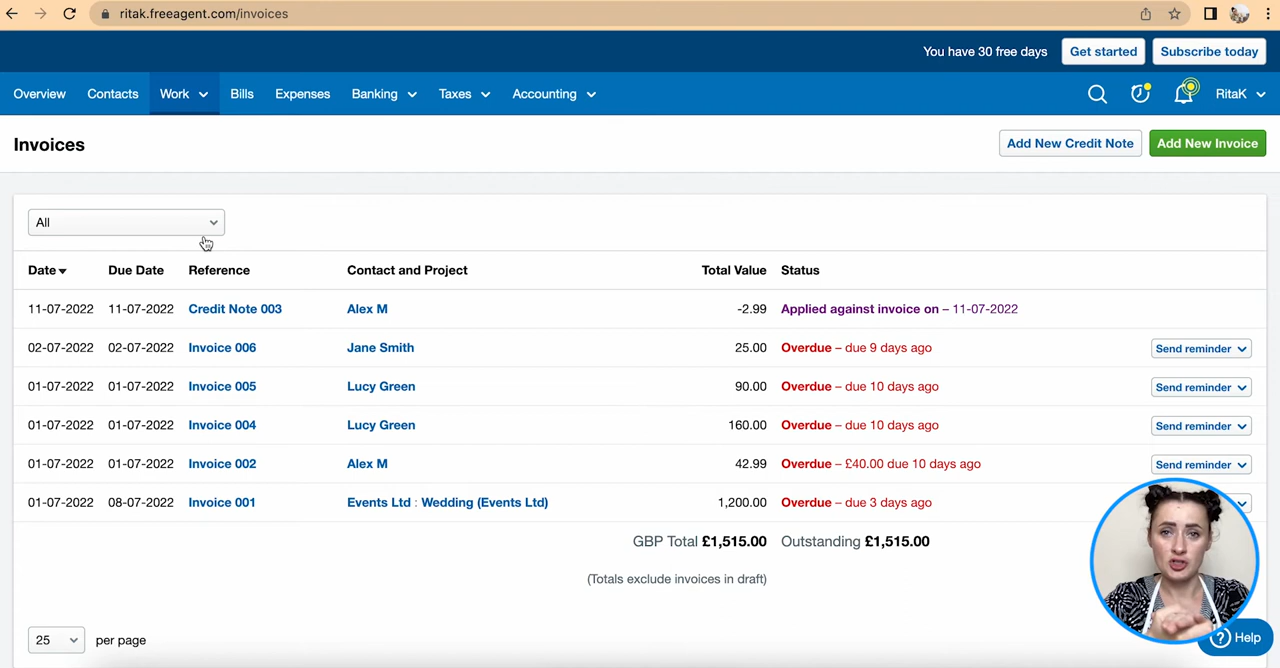 ritak.freeagent.com/invoices
You have 30 free days Get started Subscribe today
Overview Contacts Work Bills Expenses Banking Taxes Accounting RitaK
Invoices Add New Credit Note Add New Invoice
All
Date Due Date Reference Contact and Project Total Value Status
11-07-2022 11-07-2022 Credit Note 003 Alex M -2.99 Applied against invoice on – 11-07-2022
02-07-2022 02-07-2022 Invoice 006 Jane Smith 25.00 Overdue – due 9 days ago Send reminder
01-07-2022 01-07-2022 Invoice 005 Lucy Green 90.00 Overdue – due 10 days ago Send reminder
01-07-2022 01-07-2022 Invoice 004 Lucy Green 160.00 Overdue – due 10 days ago Send reminder
01-07-2022 01-07-2022 Invoice 002 Alex M 42.99 Overdue – £40.00 due 10 days ago Send reminder
01-07-2022 08-07-2022 Invoice 001 Events Ltd : Wedding (Events Ltd) 1,200.00 Overdue – due 3 days ago
GBP Total £1,515.00 Outstanding £1,515.00
(Totals exclude invoices in draft)
25 per page
? Help